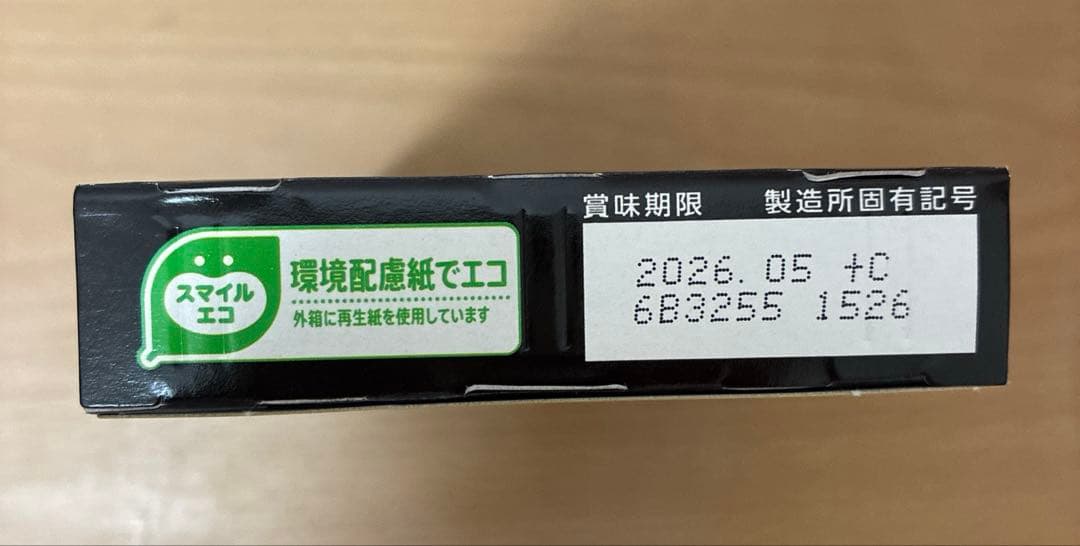 スマイル
エコ
環境配慮紙でエコ
外箱に再生紙を使用しています
賞味期限 製造所固有記号
2026.05 +C
6B3255 1526